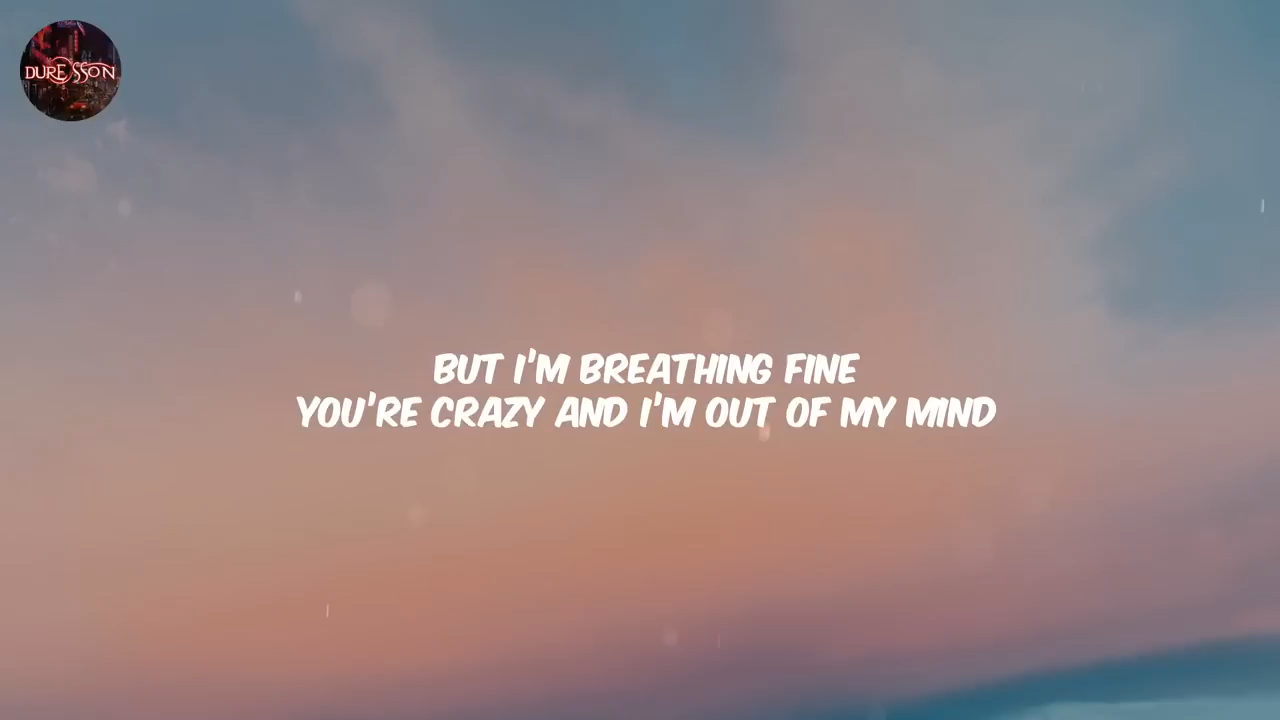 DURESSON
BUT I'M BREATHING FINE
YOU'RE CRAZY AND I'M OUT OF MY MIND